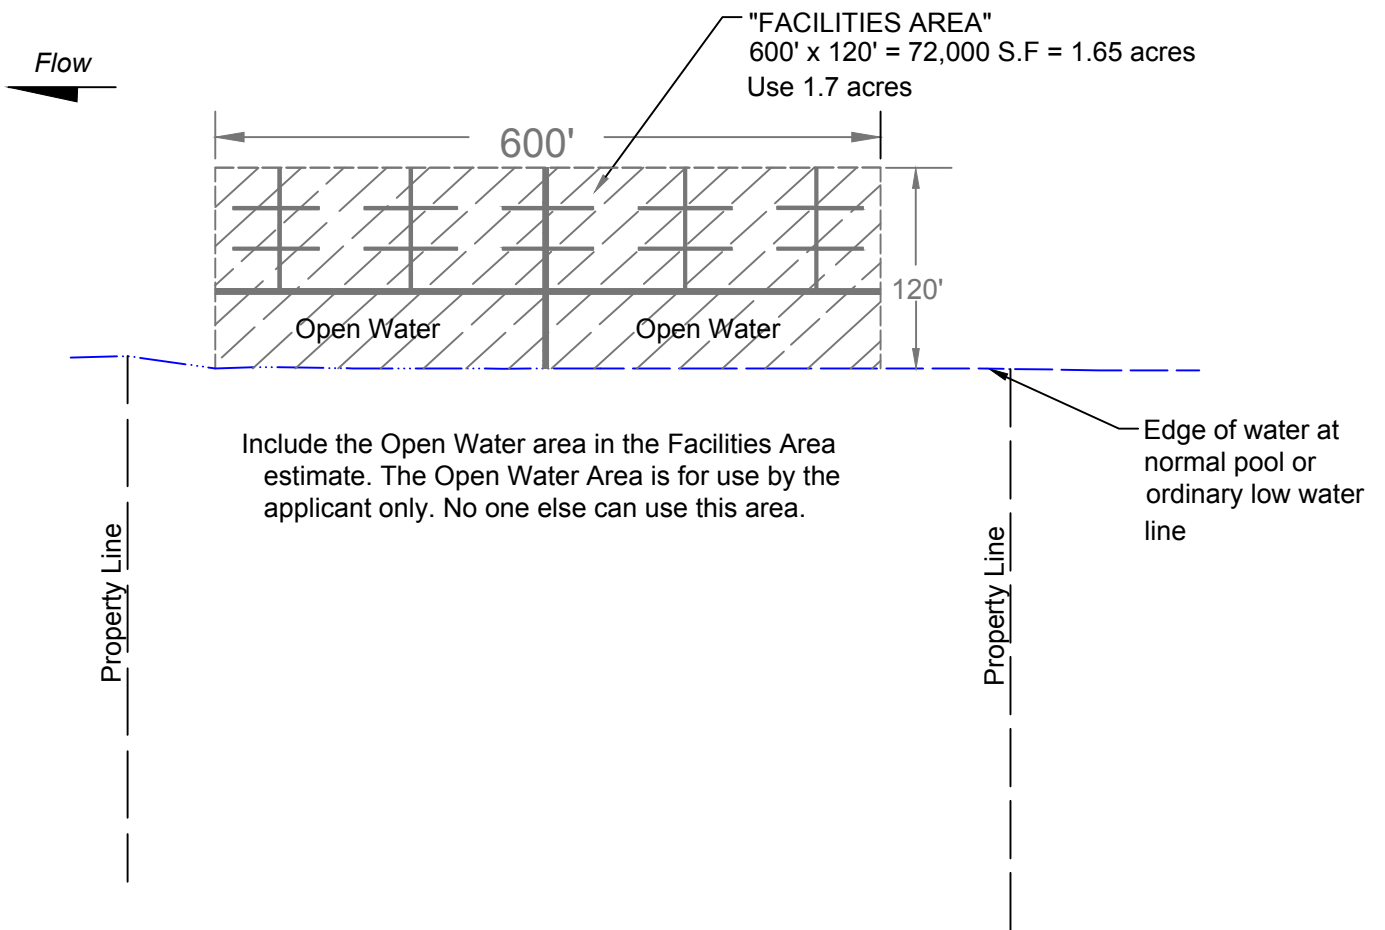 "FACILITIES AREA"
600' x 120' = 72,000 S.F = 1.65 acres
Use 1.7 acres
Flow
600'
120'
Open Water
Open Water
Include the Open Water area in the Facilities Area
estimate. The Open Water Area is for use by the
applicant only. No one else can use this area.
Edge of water at
normal pool or
ordinary low water
line
Property Line
Property Line